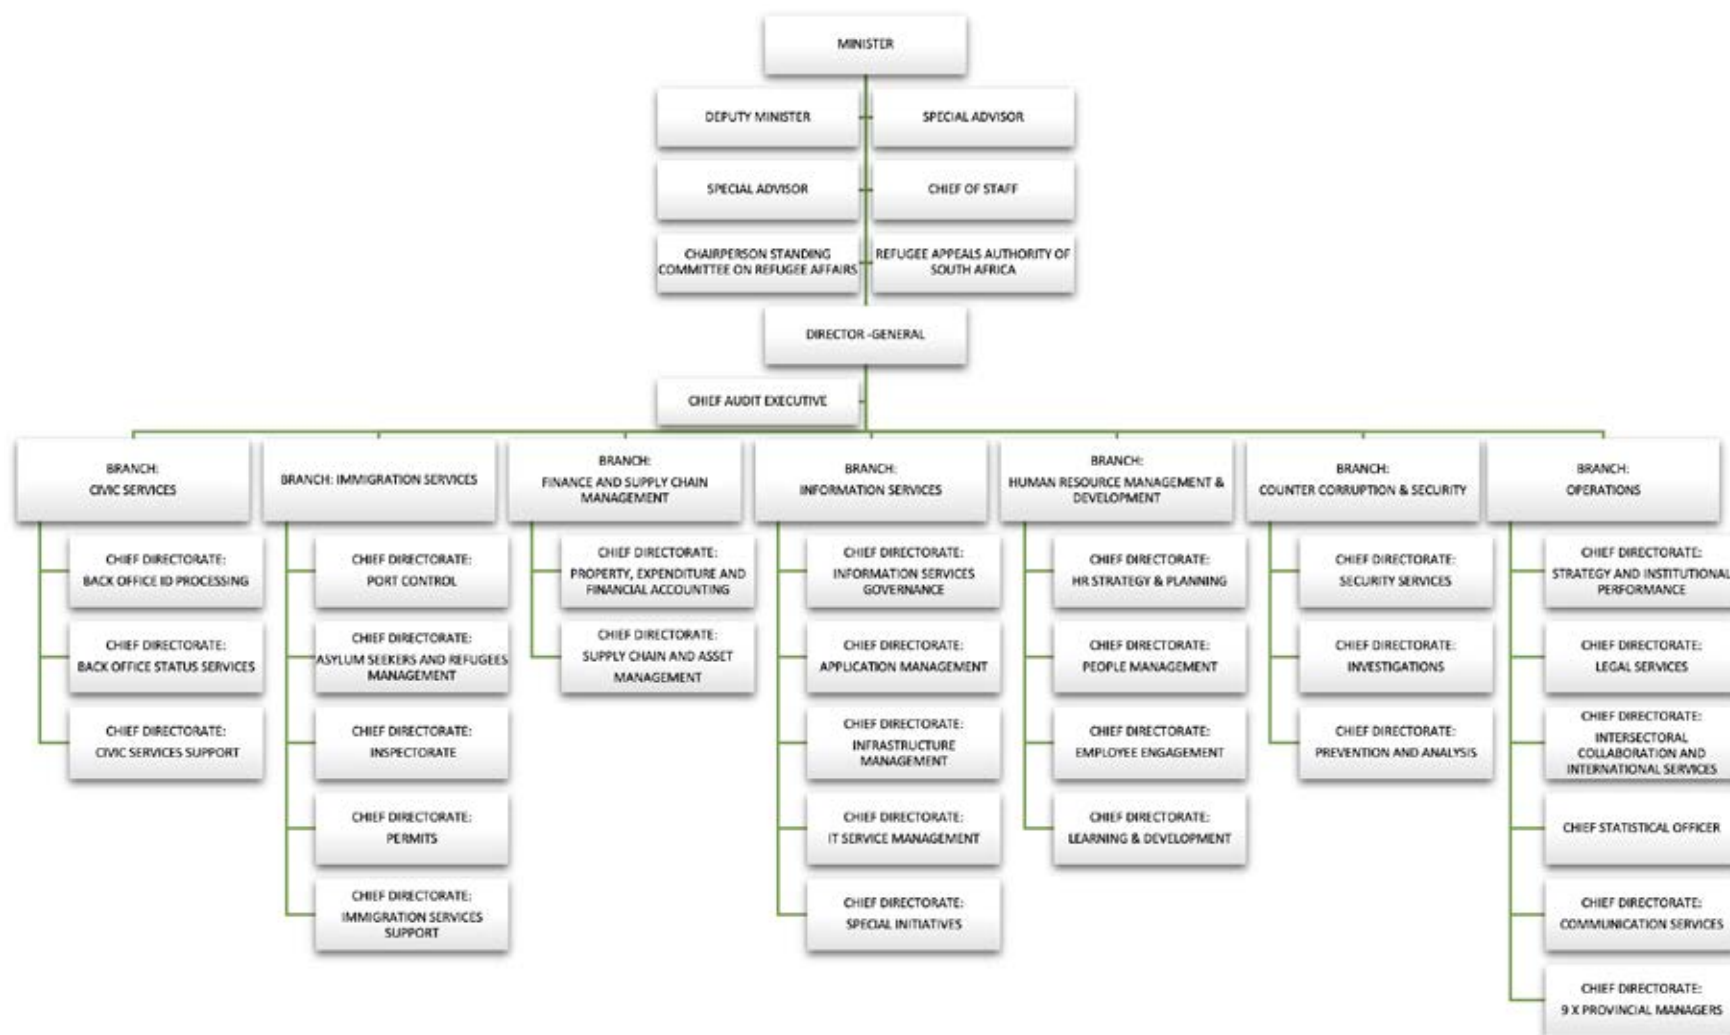 MINISTER
DEPUTY MINISTER
SPECIAL ADVISOR
SPECIAL ADVISOR
CHIEF OF STAFF
CHAIRPERSON STANDING
COMMITTEE ON REFUGEE AFFAIRS
REFUGEE APPEALS AUTHORITY OF
SOUTH AFRICA
DIRECTOR -GENERAL
CHIEF AUDIT EXECUTIVE
BRANCH:
CIVIC SERVICES
CHIEF DIRECTORATE:
BACK OFFICE ID PROCESSING
CHIEF DIRECTORATE:
BACK OFFICE STATUS SERVICES
CHIEF DIRECTORATE:
CIVIC SERVICES SUPPORT
BRANCH: IMMIGRATION SERVICES
CHIEF DIRECTORATE:
PORT CONTROL
CHIEF DIRECTORATE:
ASYLUM SEEKERS AND REFUGEES
MANAGEMENT
CHIEF DIRECTORATE:
INSPECTORATE
CHIEF DIRECTORATE:
PERMITS
CHIEF DIRECTORATE:
IMMIGRATION SERVICES
SUPPORT
BRANCH:
FINANCE AND SUPPLY CHAIN
MANAGEMENT
CHIEF DIRECTORATE:
PROPERTY, EXPENDITURE AND
FINANCIAL ACCOUNTING
CHIEF DIRECTORATE:
SUPPLY CHAIN AND ASSET
MANAGEMENT
BRANCH:
INFORMATION SERVICES
CHIEF DIRECTORATE:
INFORMATION SERVICES
GOVERNANCE
CHIEF DIRECTORATE:
APPLICATION MANAGEMENT
CHIEF DIRECTORATE:
INFRASTRUCTURE
MANAGEMENT
CHIEF DIRECTORATE:
IT SERVICE MANAGEMENT
CHIEF DIRECTORATE:
SPECIAL INITIATIVES
BRANCH:
HUMAN RESOURCE MANAGEMENT &
DEVELOPMENT
CHIEF DIRECTORATE:
HR STRATEGY & PLANNING
CHIEF DIRECTORATE:
PEOPLE MANAGEMENT
CHIEF DIRECTORATE:
EMPLOYEE ENGAGEMENT
CHIEF DIRECTORATE:
LEARNING & DEVELOPMENT
BRANCH:
COUNTER CORRUPTION & SECURITY
CHIEF DIRECTORATE:
SECURITY SERVICES
CHIEF DIRECTORATE:
INVESTIGATIONS
CHIEF DIRECTORATE:
PREVENTION AND ANALYSIS
BRANCH:
OPERATIONS
CHIEF DIRECTORATE:
STRATEGY AND INSTITUTIONAL
PERFORMANCE
CHIEF DIRECTORATE:
LEGAL SERVICES
CHIEF DIRECTORATE:
INTERSECTORAL
COLLABORATION AND
INTERNATIONAL SERVICES
CHIEF STATISTICAL OFFICER
CHIEF DIRECTORATE:
COMMUNICATION SERVICES
CHIEF DIRECTORATE:
9 X PROVINCIAL MANAGERS